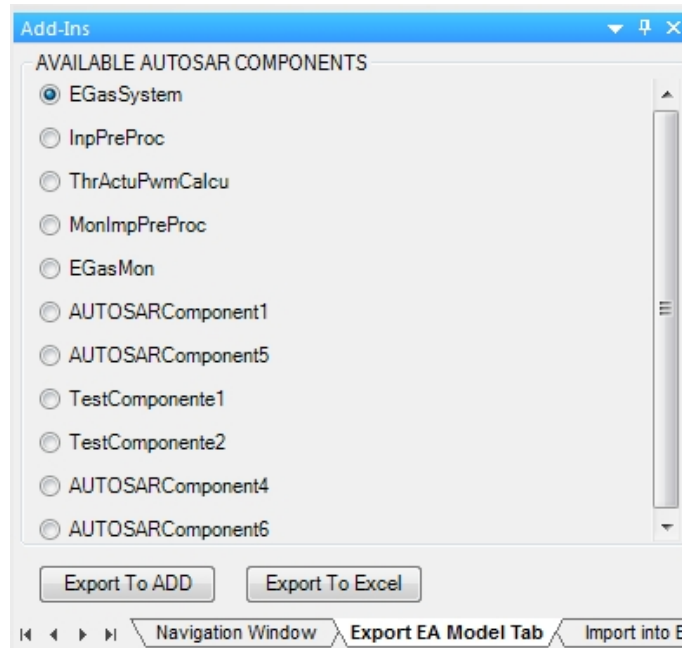 Add-Ins
AVAILABLE AUTOSAR COMPONENTS
EGasSystem
InpPreProc
ThrActuPwmCalcu
MonImpPreProc
EGasMon
AUTOSARComponent1
AUTOSARComponent5
TestComponente1
TestComponente2
AUTOSARComponent4
AUTOSARComponent6
Export To ADD Export To Excel
Navigation Window Export EA Model Tab Import into E